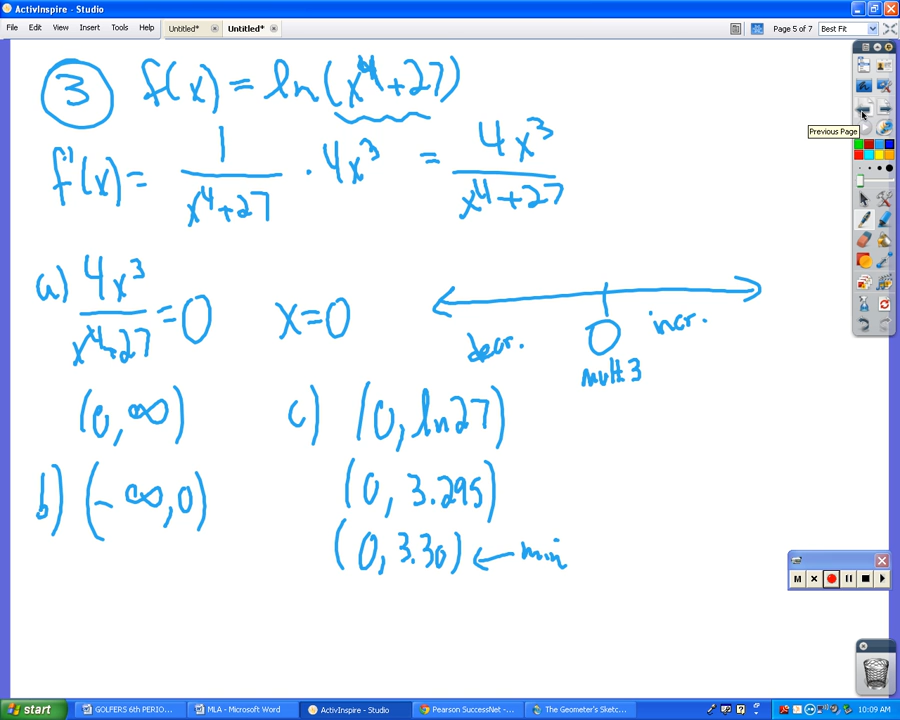 ActivInspire - Studio
File Edit View Insert Tools Help Untitled* Untitled* Page 5 of 7 Best Fit
Previous Page
③ f(x) = ln(x⁴+27)
f'(x) = 1/(x⁴+27) · 4x³ = 4x³/(x⁴+27)
a) 4x³/(x⁴+27) = 0 x=0
decr. 0 incr.
mult 3
(0, ∞) c) (0, ln27)
b) (-∞, 0) (0, 3.295)
(0, 3.30) ← min
M
start GOLFERS 6th PERIO... MLA - Microsoft Word ActivInspire - Studio Pearson SuccessNet -... The Geometer's Sketc... 10:09 AM